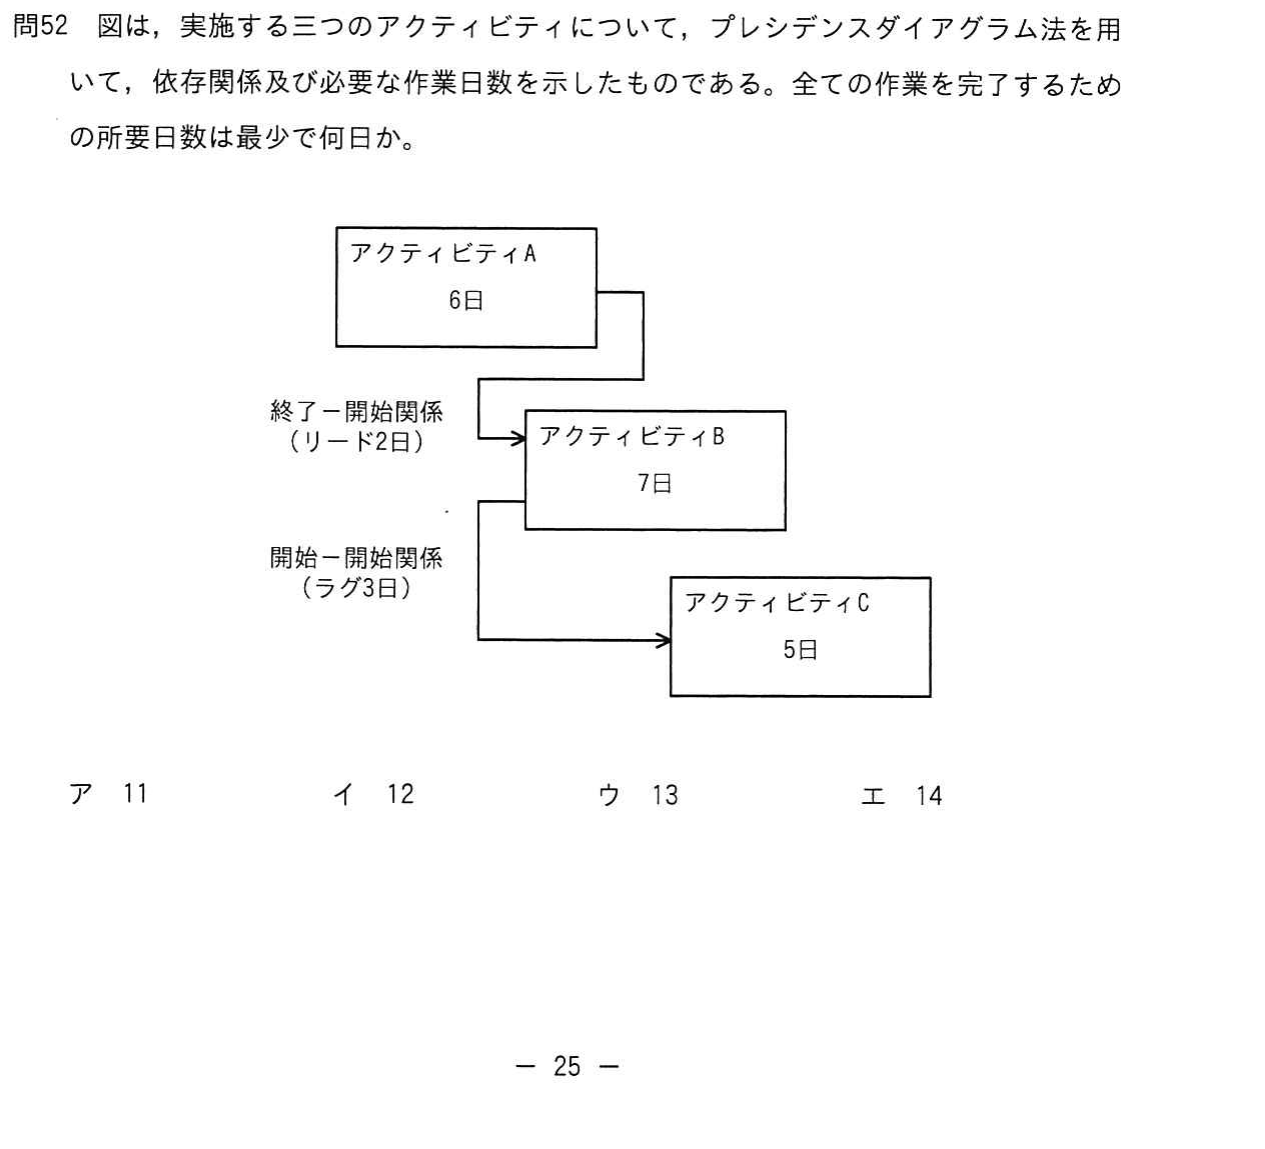 問52 図は，実施する三つのアクティビティについて，プレシデンスダイアグラム法を用
いて，依存関係及び必要な作業日数を示したものである。全ての作業を完了するため
の所要日数は最少で何日か。
アクティビティA
6日
終了－開始関係
（リード2日）
アクティビティB
7日
開始－開始関係
（ラグ3日）
アクティビティC
5日
ア 11 イ 12 ウ 13 エ 14
－ 25 －